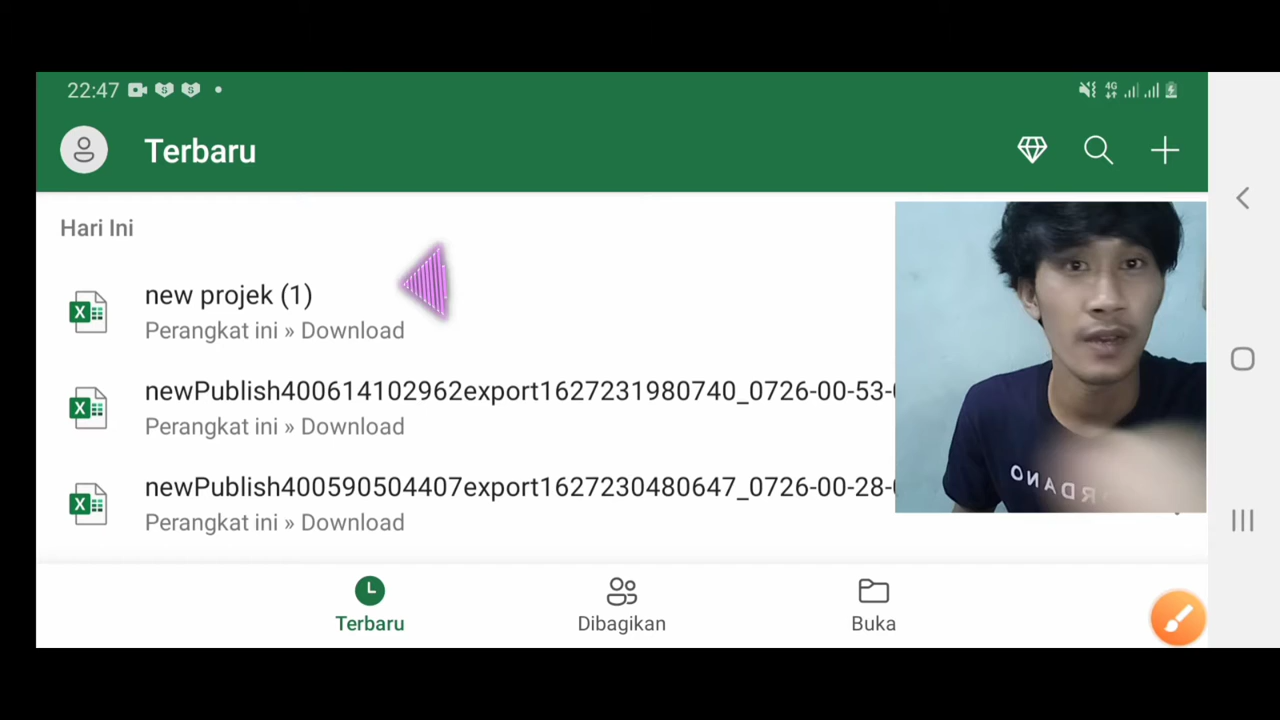 22:47
4G
Terbaru
Hari Ini
new projek (1)
Perangkat ini » Download
newPublish400614102962export1627231980740_0726-00-53-
Perangkat ini » Download
newPublish400590504407export1627230480647_0726-00-28-
Perangkat ini » Download
Terbaru
Dibagikan
Buka